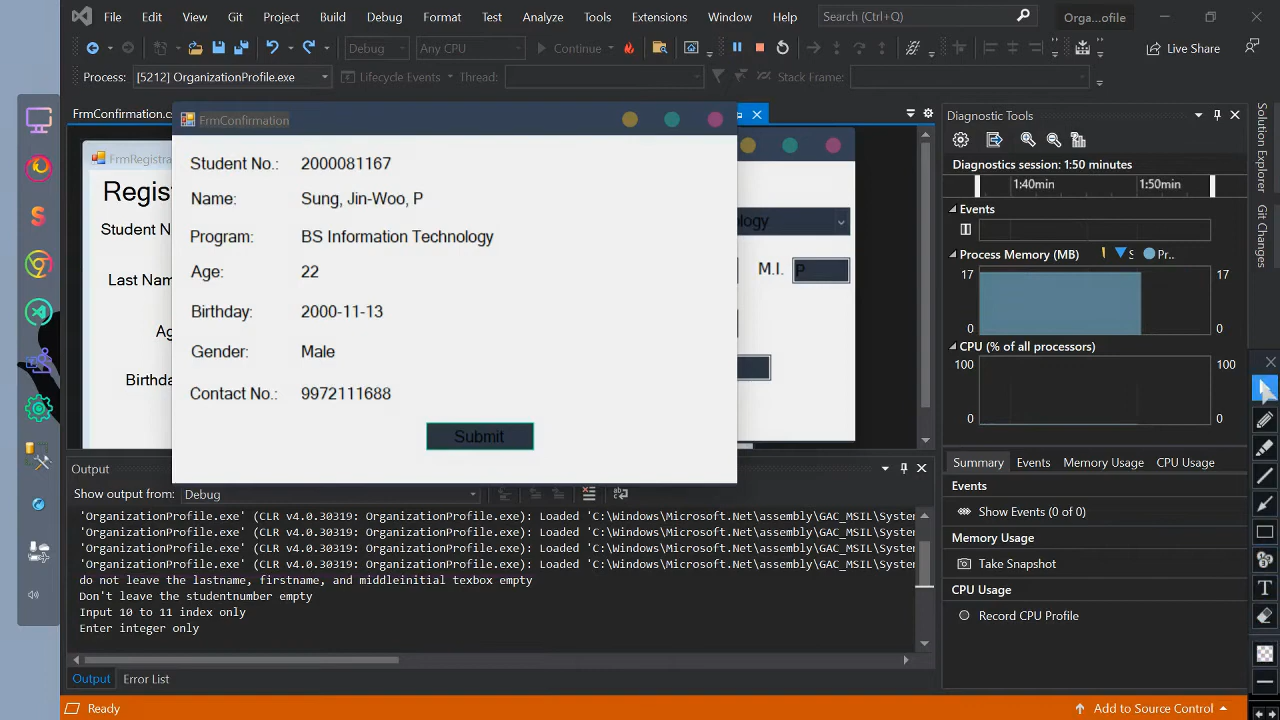 File Edit View Git Project Build Debug Format Test Analyze Tools Extensions Window Help Search (Ctrl+Q) Orga...ofile
Debug Any CPU Continue Live Share
Process: [5212] OrganizationProfile.exe Lifecycle Events Thread: Stack Frame:
FrmConfirmation.c
FrmRegistra
Regist
Student N
Last Nam
Ag
Birthda
ology
M.I. P
FrmConfirmation
Student No.: 2000081167
Name: Sung, Jin-Woo, P
Program: BS Information Technology
Age: 22
Birthday: 2000-11-13
Gender: Male
Contact No.: 9972111688
Submit
Diagnostic Tools
Diagnostics session: 1:50 minutes
1:40min 1:50min
Events
Process Memory (MB) S Pr..
17 17
0 0
CPU (% of all processors)
100 100
0 0
Summary Events Memory Usage CPU Usage
Events
Show Events (0 of 0)
Memory Usage
Take Snapshot
CPU Usage
Record CPU Profile
Solution Explorer
Git Changes
Output
Show output from: Debug
'OrganizationProfile.exe' (CLR v4.0.30319: OrganizationProfile.exe): Loaded 'C:\Windows\Microsoft.Net\assembly\GAC_MSIL\System
'OrganizationProfile.exe' (CLR v4.0.30319: OrganizationProfile.exe): Loaded 'C:\Windows\Microsoft.Net\assembly\GAC_MSIL\System
'OrganizationProfile.exe' (CLR v4.0.30319: OrganizationProfile.exe): Loaded 'C:\Windows\Microsoft.Net\assembly\GAC_MSIL\System
'OrganizationProfile.exe' (CLR v4.0.30319: OrganizationProfile.exe): Loaded 'C:\Windows\Microsoft.Net\assembly\GAC_MSIL\System
do not leave the lastname, firstname, and middleinitial texbox empty
Don't leave the studentnumber empty
Input 10 to 11 index only
Enter integer only
Output Error List
Ready Add to Source Control